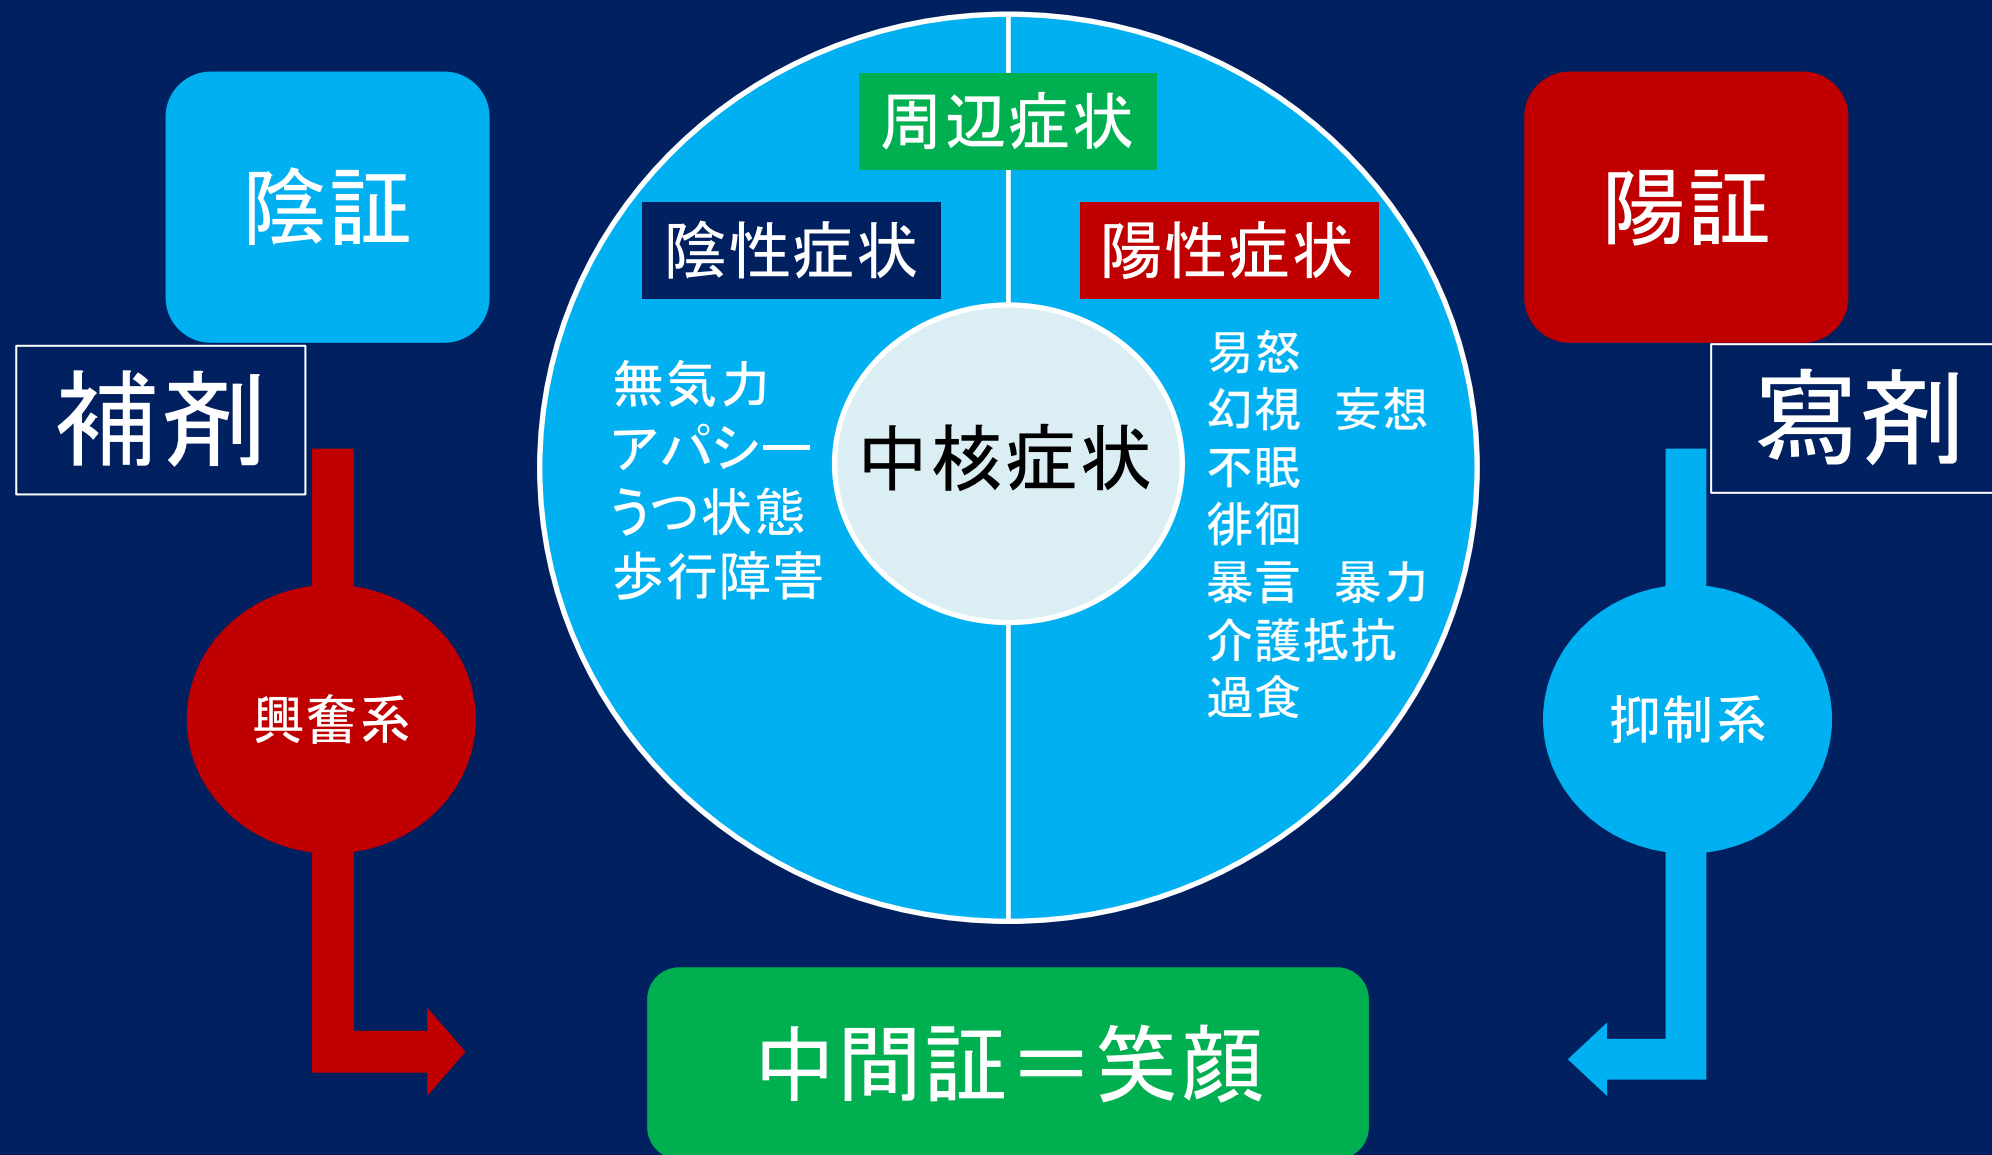 周辺症状
陰証
陽証
陰性症状
陽性症状
補剤
寫剤
無気力
アパシー
うつ状態
歩行障害
中核症状
易怒
幻視　妄想
不眠
徘徊
暴言　暴力
介護抵抗
過食
興奮系
抑制系
中間証＝笑顔